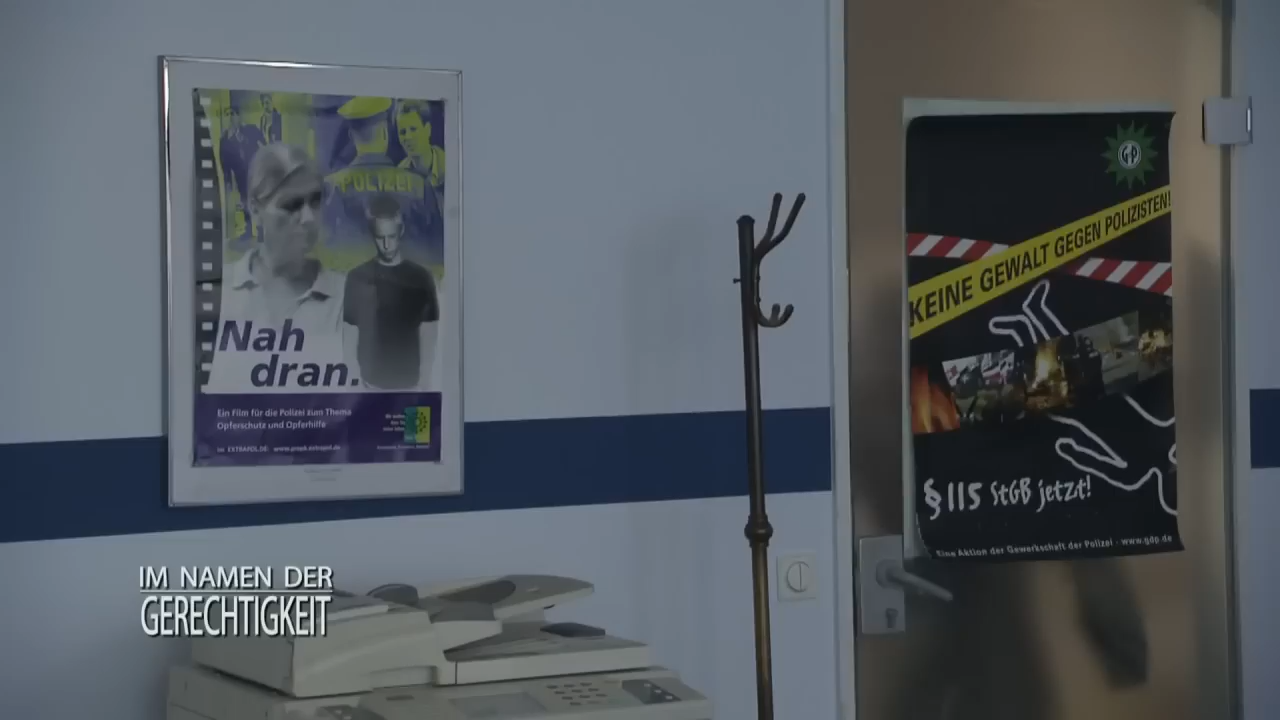 POLIZEI
Nah
dran.
Ein Film für die Polizei zum Thema
Opferschutz und Opferhilfe
im EXTRAPOL.DE:
GdP
KEINE GEWALT GEGEN POLIZISTEN!
§ 115 StGB jetzt!
Eine Aktion der Gewerkschaft der Polizei - www.gdp.de
IM NAMEN DER
GERECHTIGKEIT